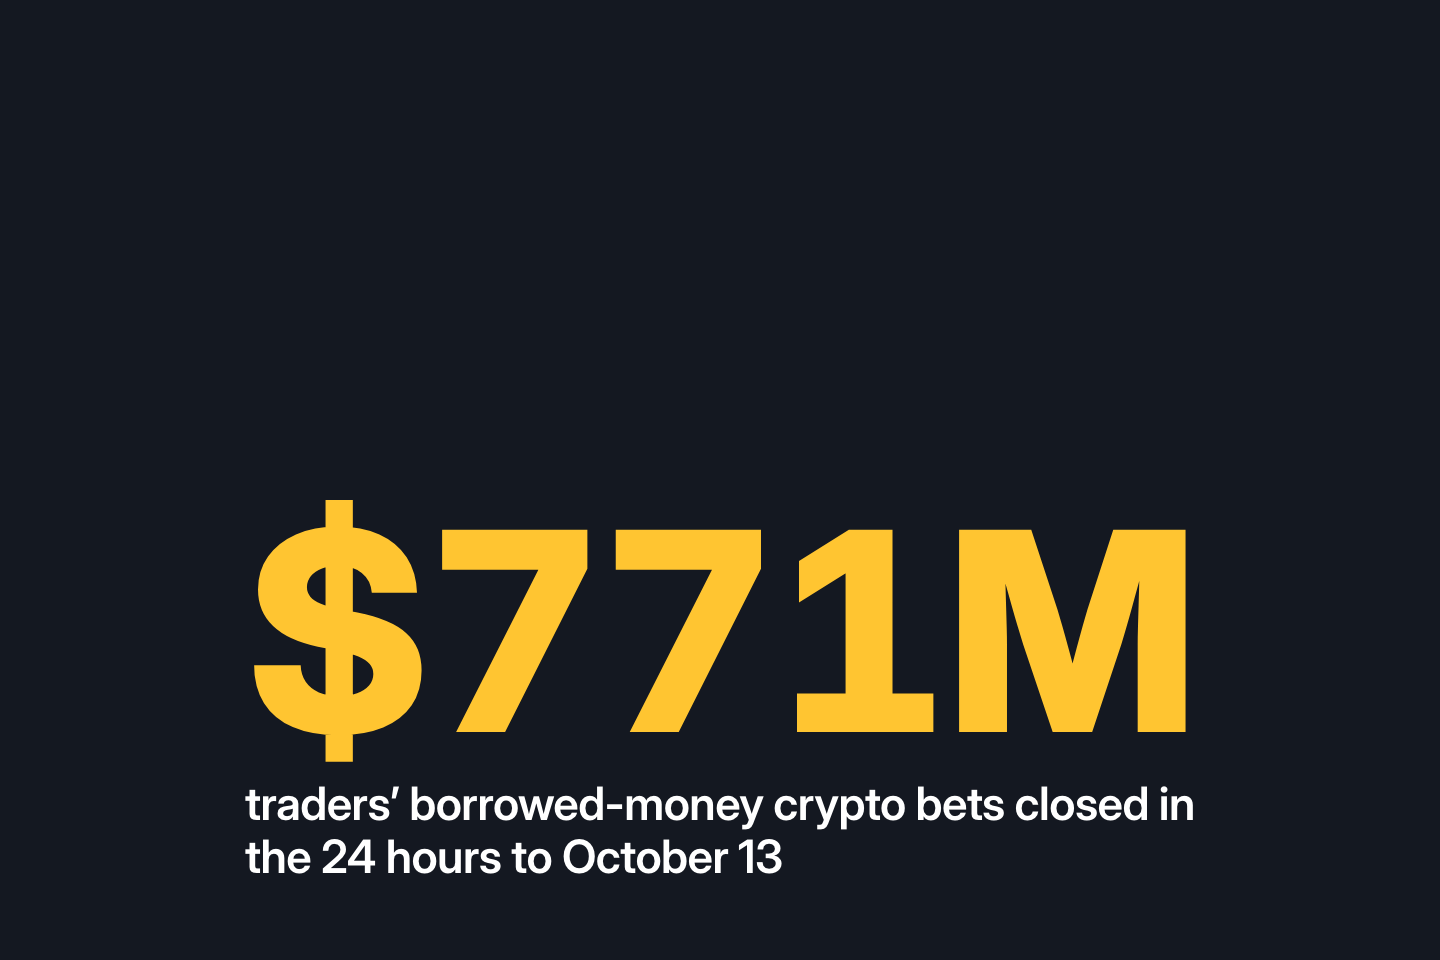 $771M
traders’ borrowed-money crypto bets closed in
the 24 hours to October 13